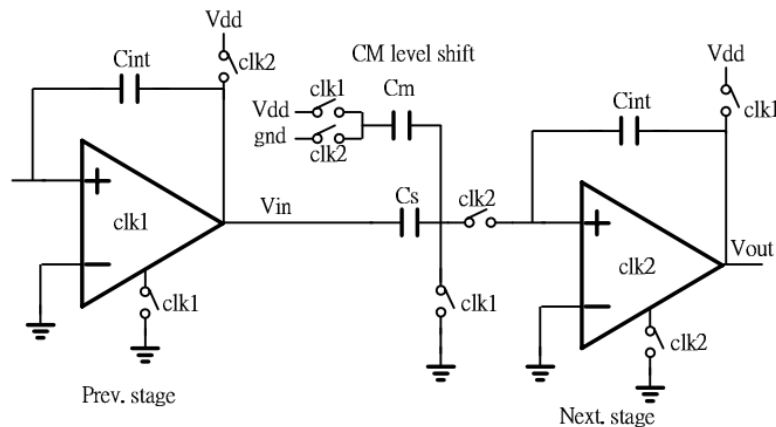 Vdd
clk2
Cint
CM level shift
Vdd
clk1
Cm
Vdd
gnd
clk2
Cint
clk1
clk1
Vin
Cs
clk2
clk2
Vout
clk1
clk1
clk2
Prev. stage
Next. stage